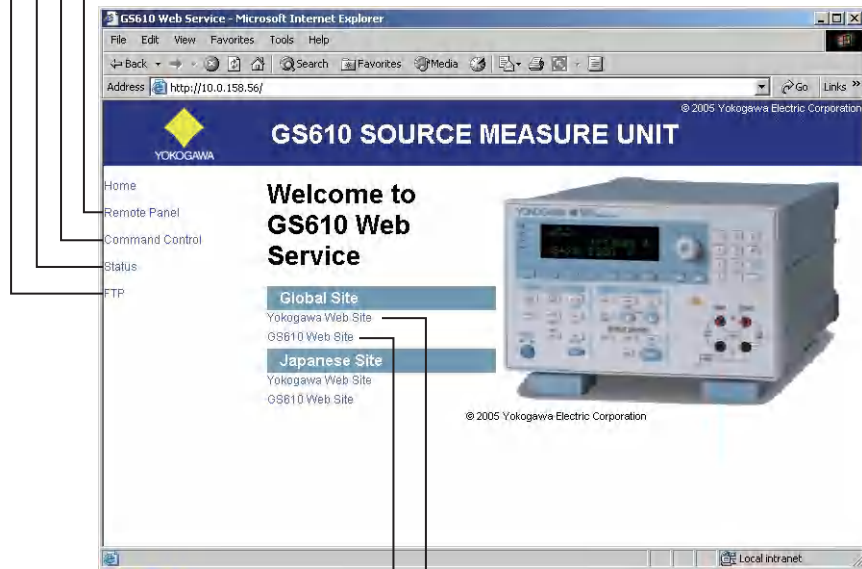 GS610 Web Service - Microsoft Internet Explorer
File Edit View Favorites Tools Help
Back Search Favorites Media
Address http://10.0.158.56/ Go Links »
© 2005 Yokogawa Electric Corporation
YOKOGAWA
GS610 SOURCE MEASURE UNIT
Home
Remote Panel
Command Control
Status
FTP
Welcome to
GS610 Web
Service
Global Site
Yokogawa Web Site
GS610 Web Site
Japanese Site
Yokogawa Web Site
GS610 Web Site
YOKOGAWA
© 2005 Yokogawa Electric Corporation
Local intranet